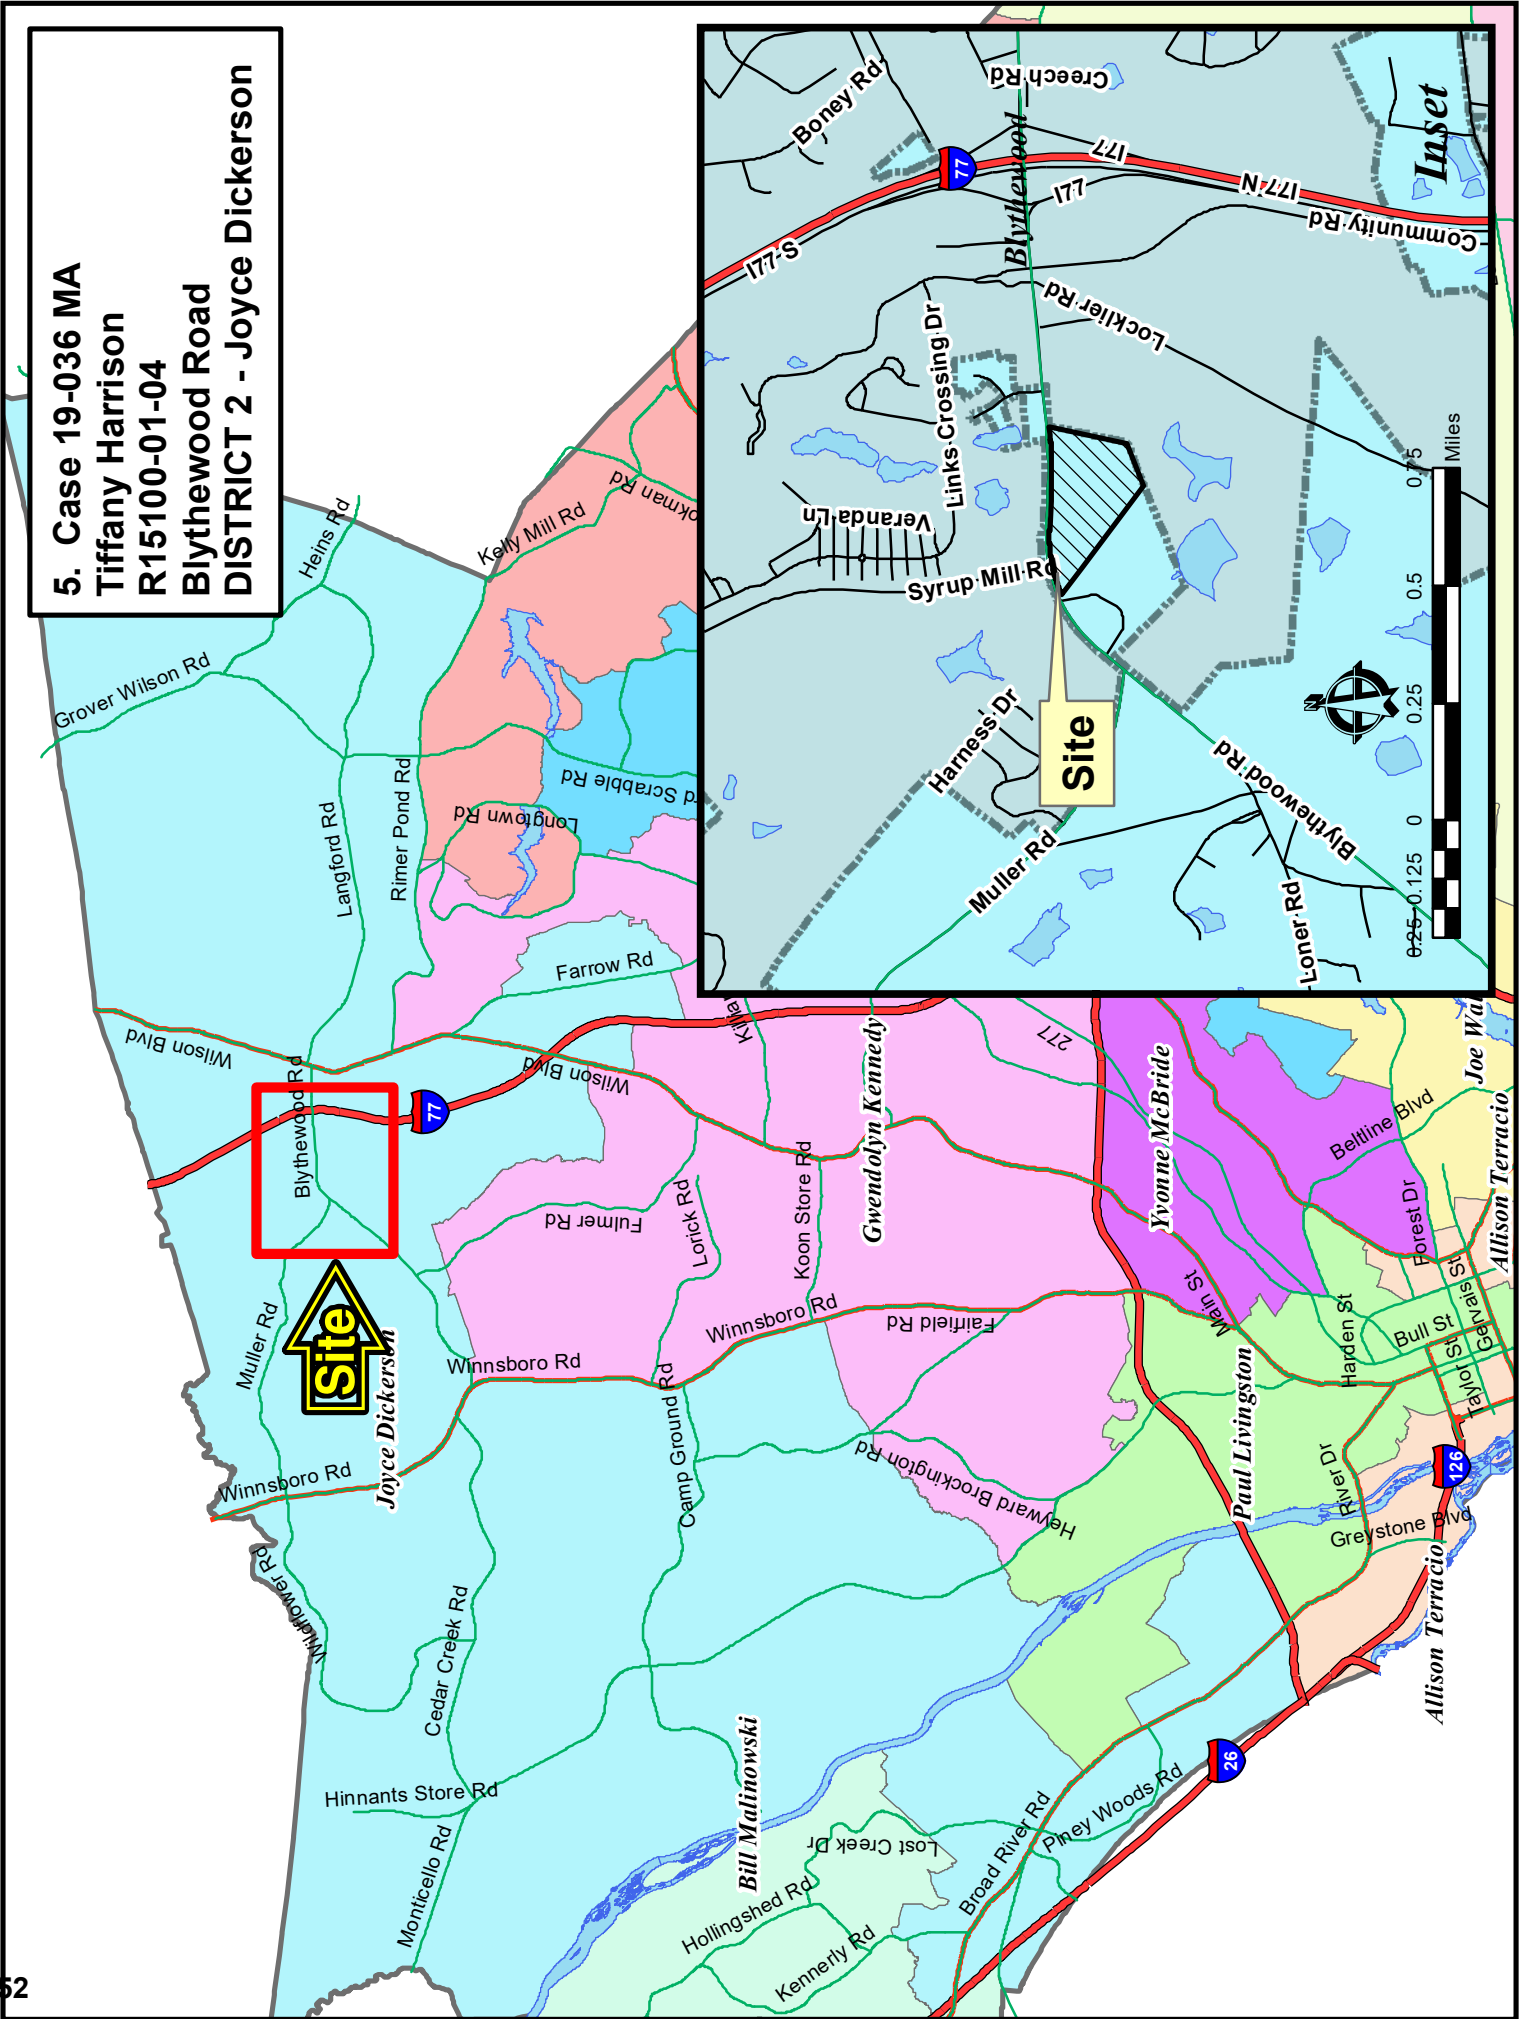 5. Case 19-036 MA
Tiffany Harrison
R15100-01-04
Blythewood Road
DISTRICT 2 - Joyce Dickerson
Heins Rd
Grover Wilson Rd
Kelly Mill Rd
Langford Rd
Rimer Pond Rd
Longtown Rd
Scrabble Rd
Farrow Rd
Wilson Blvd
Wilson Blvd
Blythewood Rd
77
Fulmer Rd
Lorick Rd
Koon Store Rd
Gwendolyn Kennedy
277
Yvonne McBride
Beltline Blvd
Forest Dr
Allison Terracio
Muller Rd
Site
Joyce Dickerson
Winnsboro Rd
Winnsboro Rd
Winnsboro Rd
Fairfield Rd
Main St
Harden St
Bull St
Gervais St
Taylor St
Wildflower Rd
Camp Ground Rd
Heyward Brockington Rd
Paul Livingston
River Dr
126
Greystone Blvd
Allison Terracio
Cedar Creek Rd
Hinnants Store Rd
Monticello Rd
Bill Malinowski
26
Lost Creek Dr
Hollingshed Rd
Kennerly Rd
Broad River Rd
Piney Woods Rd
Boney Rd
Creech Rd
Inset
77
I77
I77 S
Blythewood
I77
I77 N
Community Rd
Locklier Rd
Links Crossing Dr
Veranda Ln
Syrup Mill Rd
Harness Dr
Site
Muller Rd
Blythewood Rd
Loner Rd
N
0.25 0.125 0 0.25 0.5 0.75
Miles
52